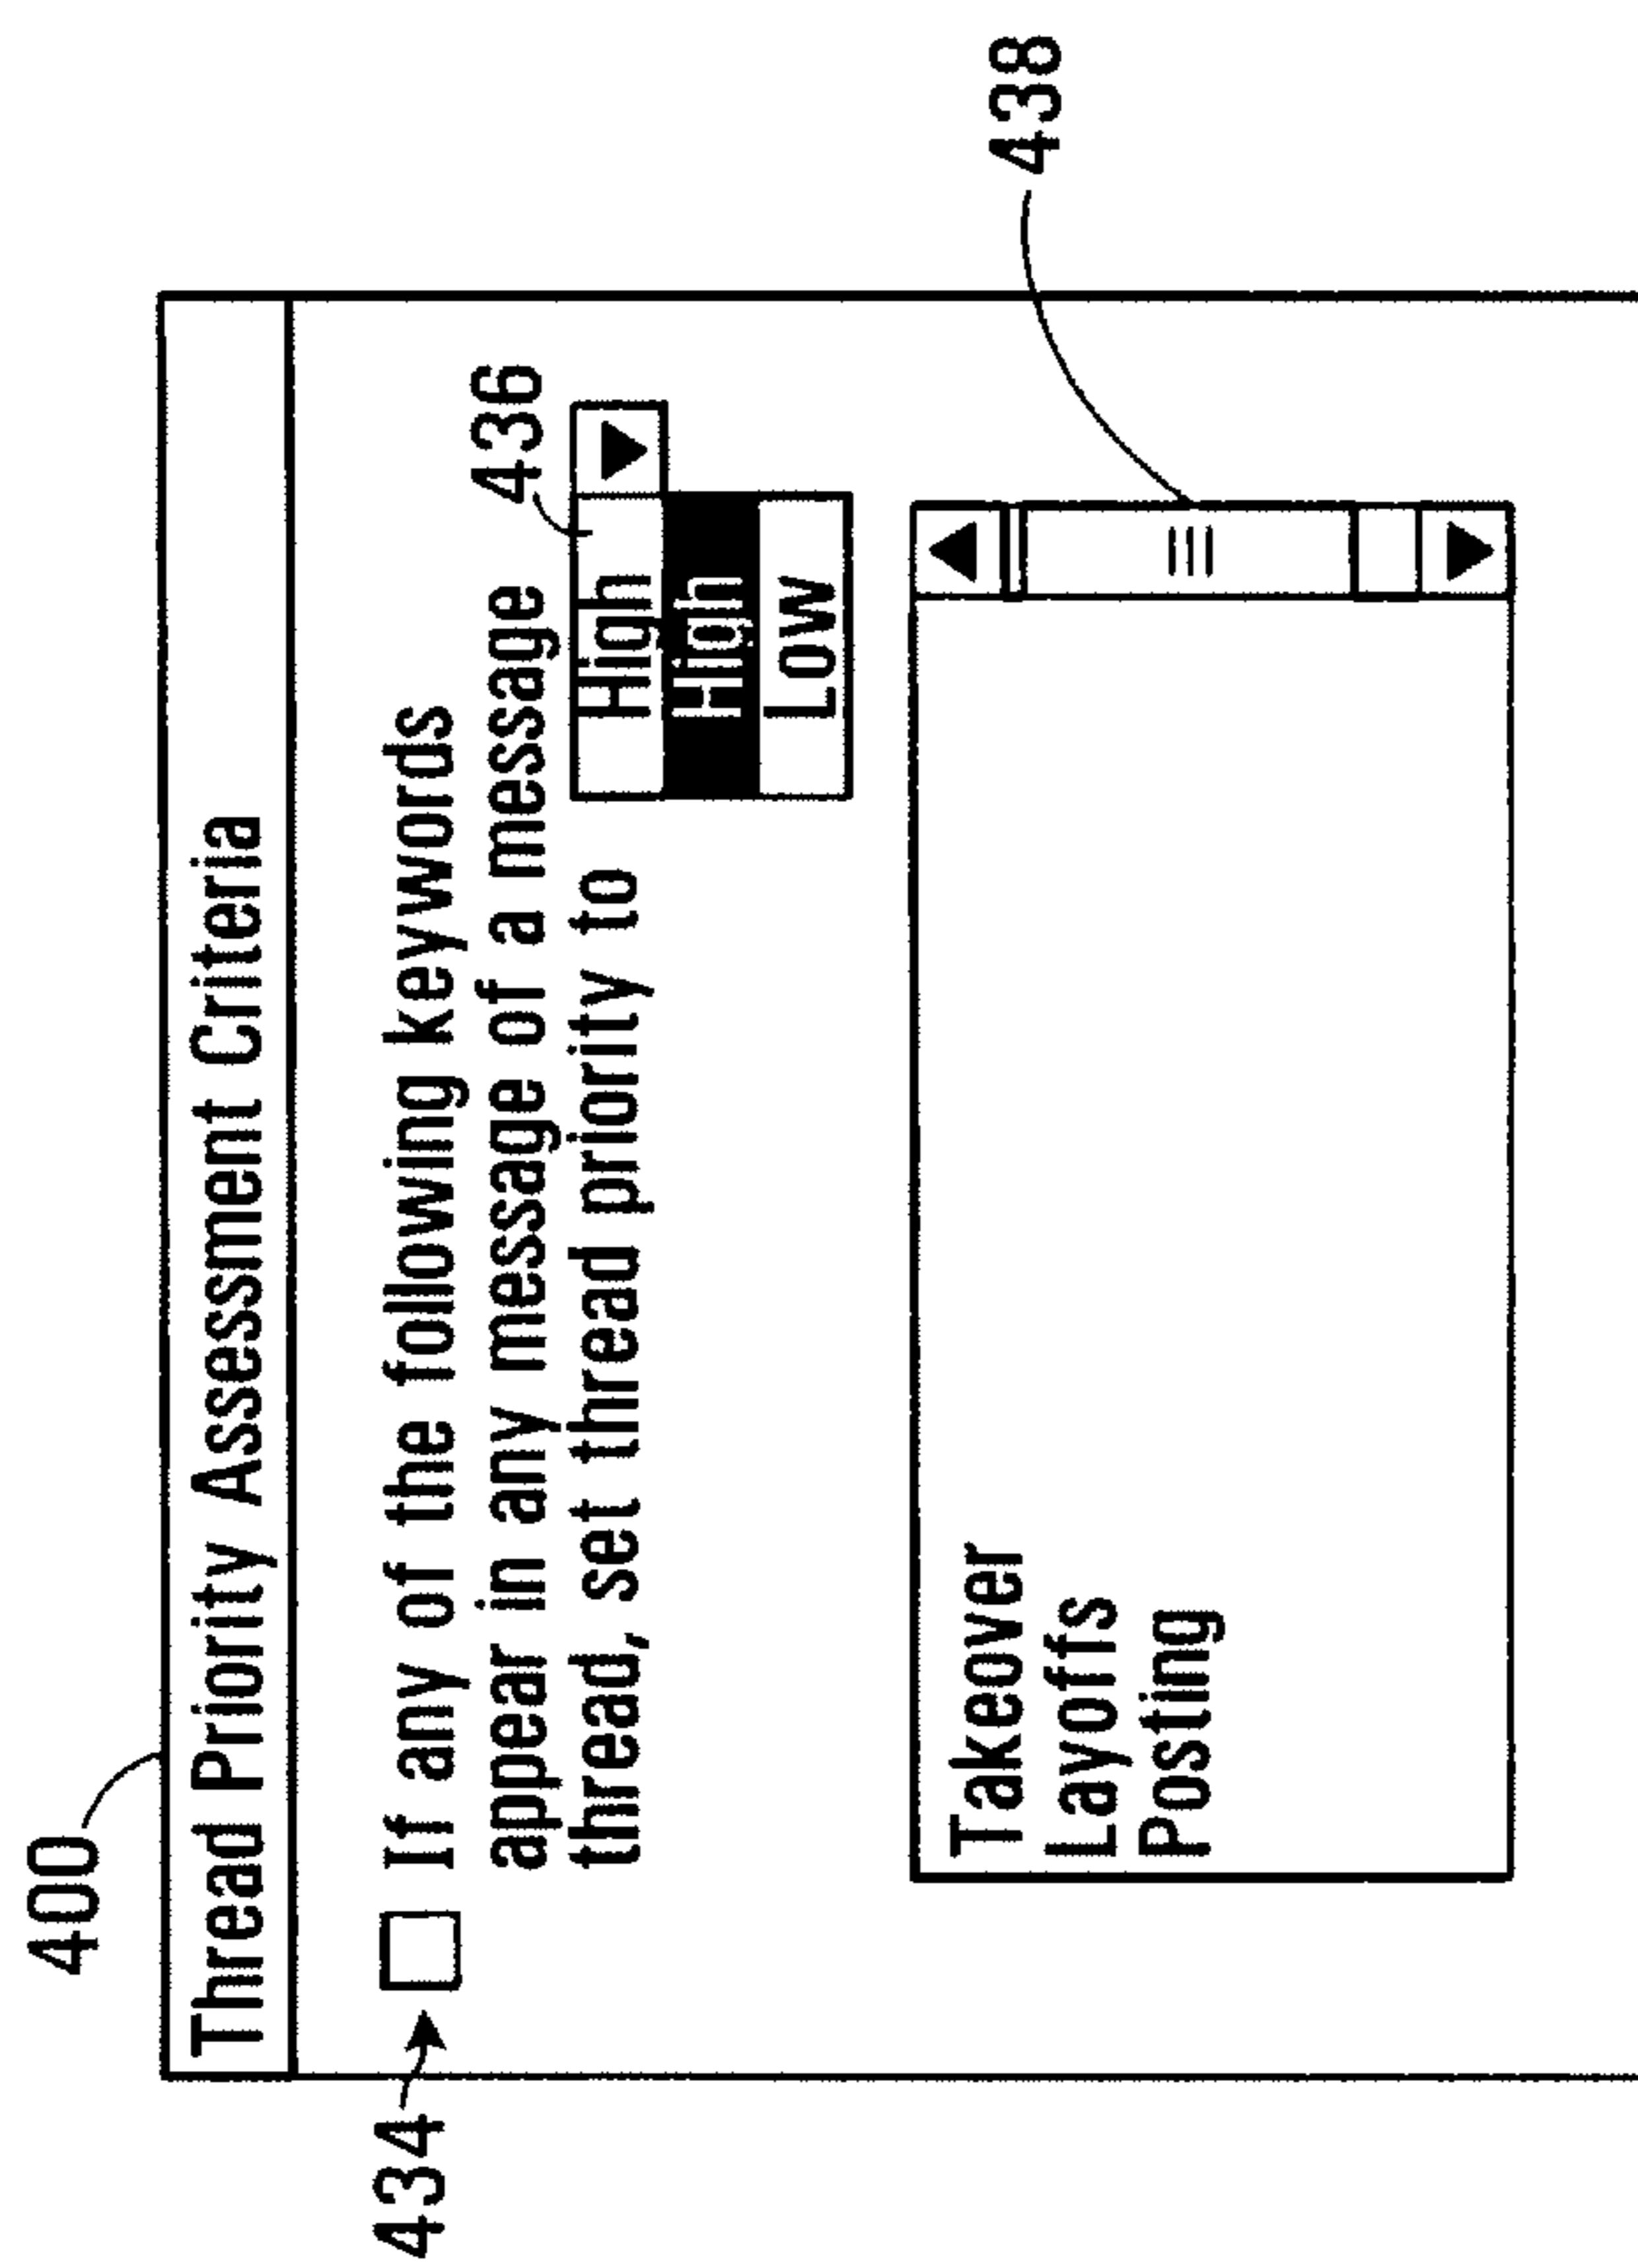 400
Thread Priority Assessment Criteria
434
If any of the following keywords
appear in any message of a message
thread, set thread priority to
436
High
High
Low
438
Takeover
Layoffs
Posting